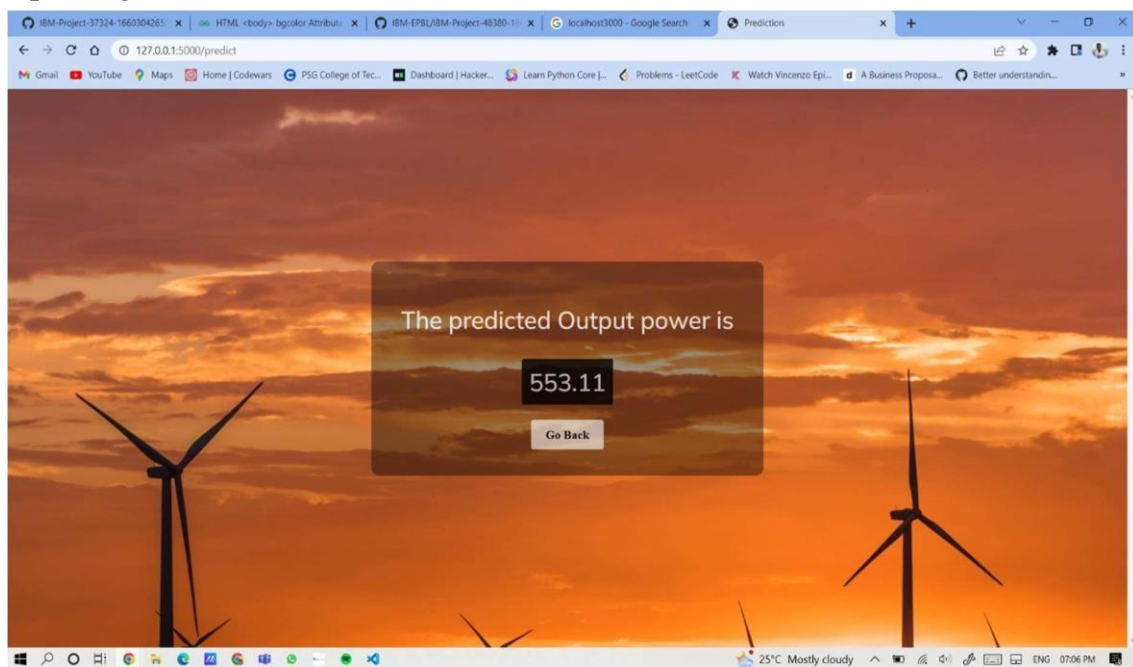 IBM-Project-37324-1660304265:
HTML <body> bgcolor Attribute
IBM-EPBL/IBM-Project-48380-16
localhost3000 - Google Search
Prediction
127.0.0.1:5000/predict
Gmail
YouTube
Maps
Home | Codewars
PSG College of Tec...
Dashboard | Hacker...
Learn Python Core |...
Problems - LeetCode
Watch Vincenzo Epi...
A Business Proposa...
Better understandin...
The predicted Output power is
553.11
Go Back
25°C Mostly cloudy
ENG
07:06 PM